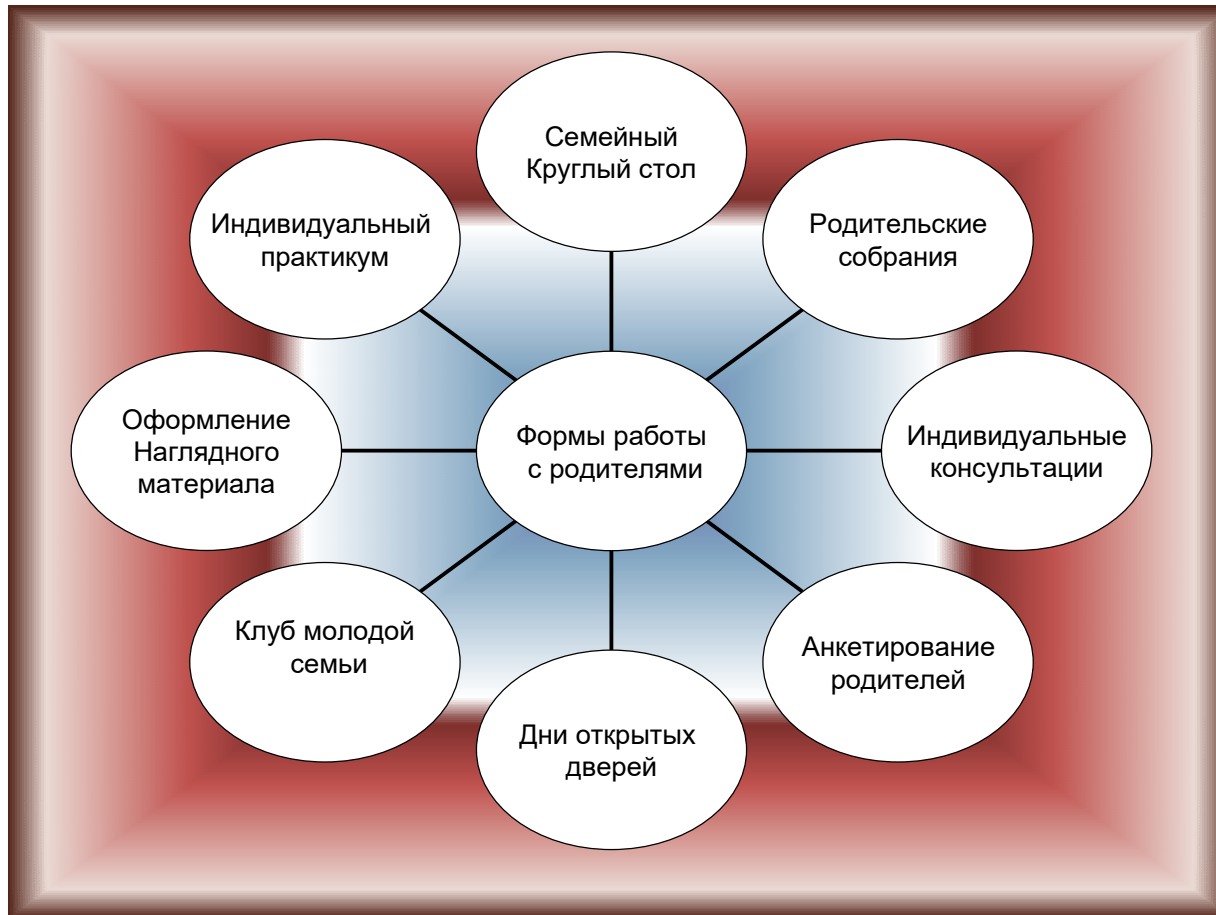 Семейный
Круглый стол
Индивидуальный
практикум
Родительские
собрания
Оформление
Наглядного
материала
Формы работы
с родителями
Индивидуальные
консультации
Клуб молодой
семьи
Анкетирование
родителей
Дни открытых
дверей